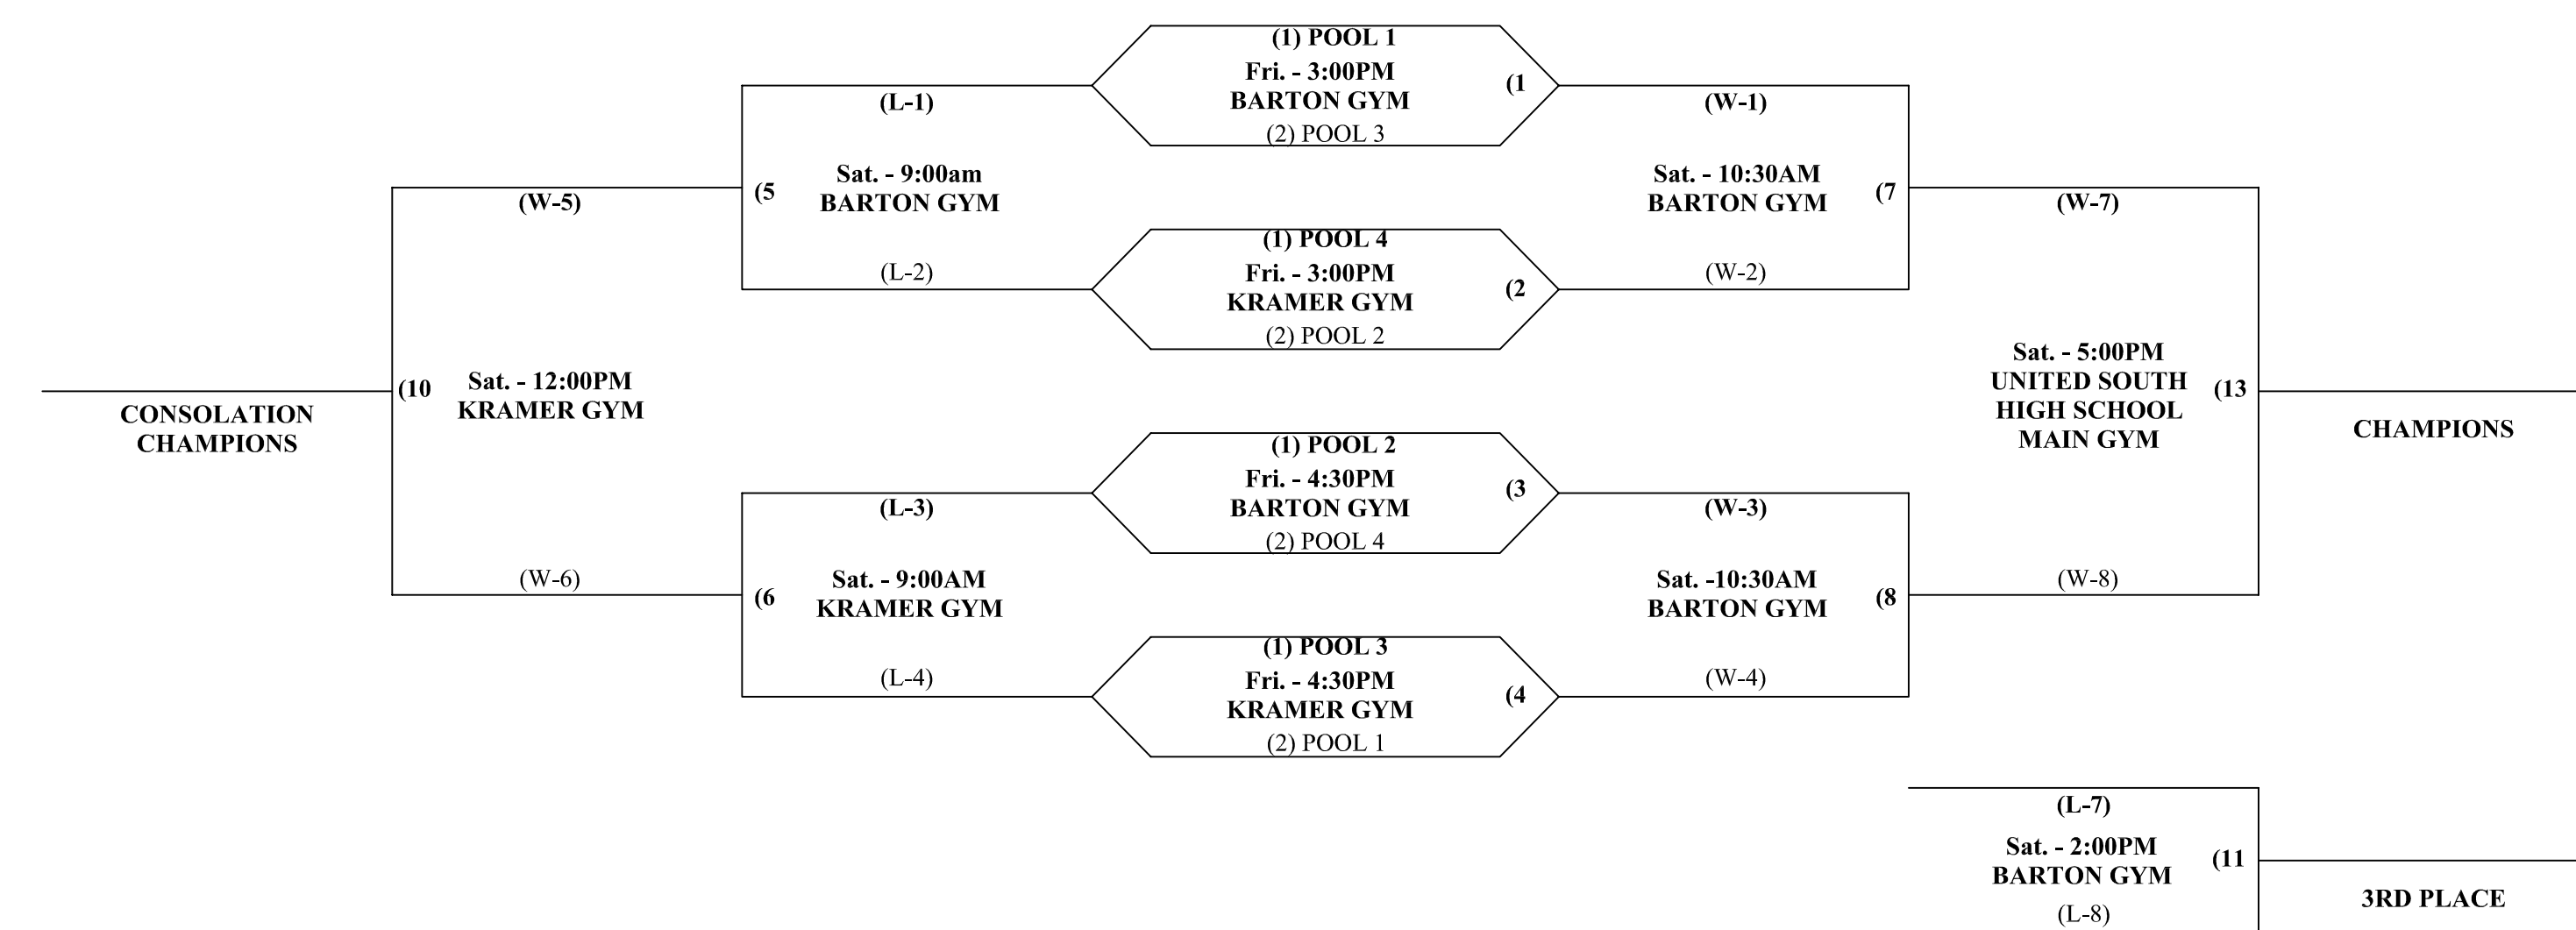 (1) POOL 1
Fri. - 3:00PM
BARTON GYM
(1
(2) POOL 3
(L-1)
(W-1)
Sat. - 9:00am
BARTON GYM
(5
Sat. - 10:30AM
BARTON GYM
(7
(W-5)
(W-7)
(1) POOL 4
Fri. - 3:00PM
KRAMER GYM
(2
(2) POOL 2
(L-2)
(W-2)
(10
Sat. - 12:00PM
KRAMER GYM
CONSOLATION
CHAMPIONS
Sat. - 5:00PM
UNITED SOUTH
HIGH SCHOOL
MAIN GYM
(13
CHAMPIONS
(1) POOL 2
Fri. - 4:30PM
BARTON GYM
(3
(2) POOL 4
(L-3)
(W-3)
(W-6)
(6
Sat. - 9:00AM
KRAMER GYM
Sat. -10:30AM
BARTON GYM
(8
(W-8)
(1) POOL 3
Fri. - 4:30PM
KRAMER GYM
(4
(2) POOL 1
(L-4)
(W-4)
(L-7)
Sat. - 2:00PM
BARTON GYM
(11
(L-8)
3RD PLACE